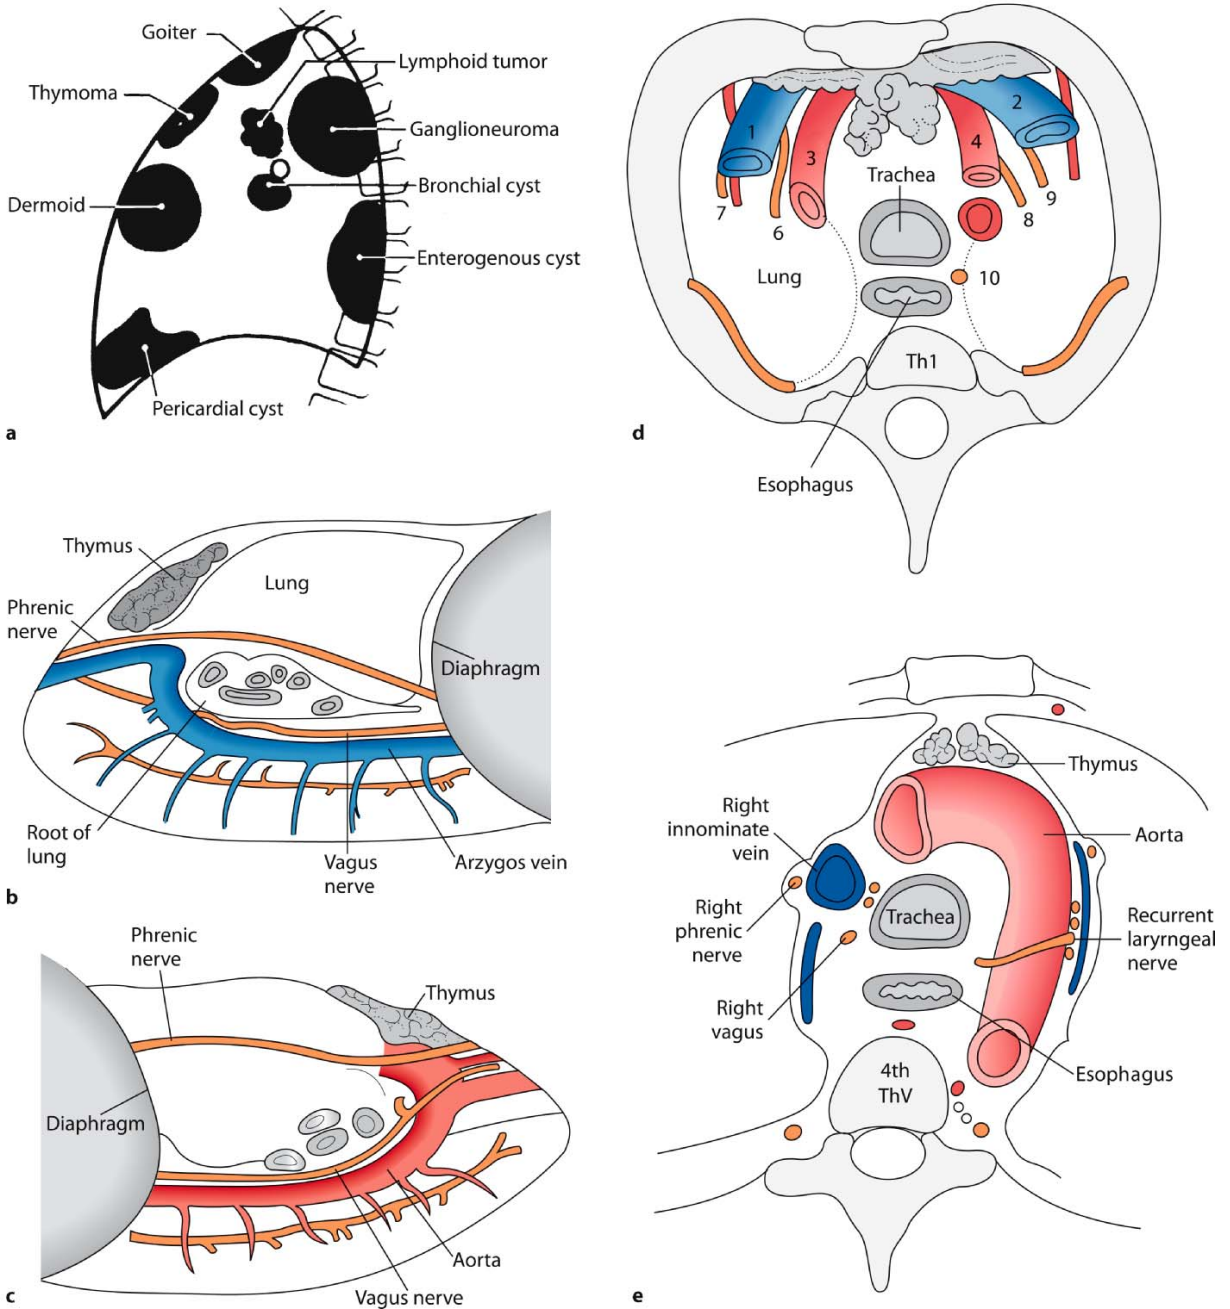 Goiter
Lymphoid tumor
Thymoma
Ganglioneuroma
Bronchial cyst
Dermoid
Enterogenous cyst
Pericardial cyst
a
1
2
3
4
Trachea
7
6
8
9
Lung
10
Th1
Esophagus
d
Thymus
Lung
Phrenic
nerve
Diaphragm
Root of
lung
Vagus
nerve
Arzygos vein
b
Phrenic
nerve
Thymus
Diaphragm
Aorta
Vagus nerve
c
Thymus
Right
innominate
vein
Aorta
Trachea
Right
phrenic
nerve
Recurrent
laryngeal
nerve
Right
vagus
4th
ThV
Esophagus
e